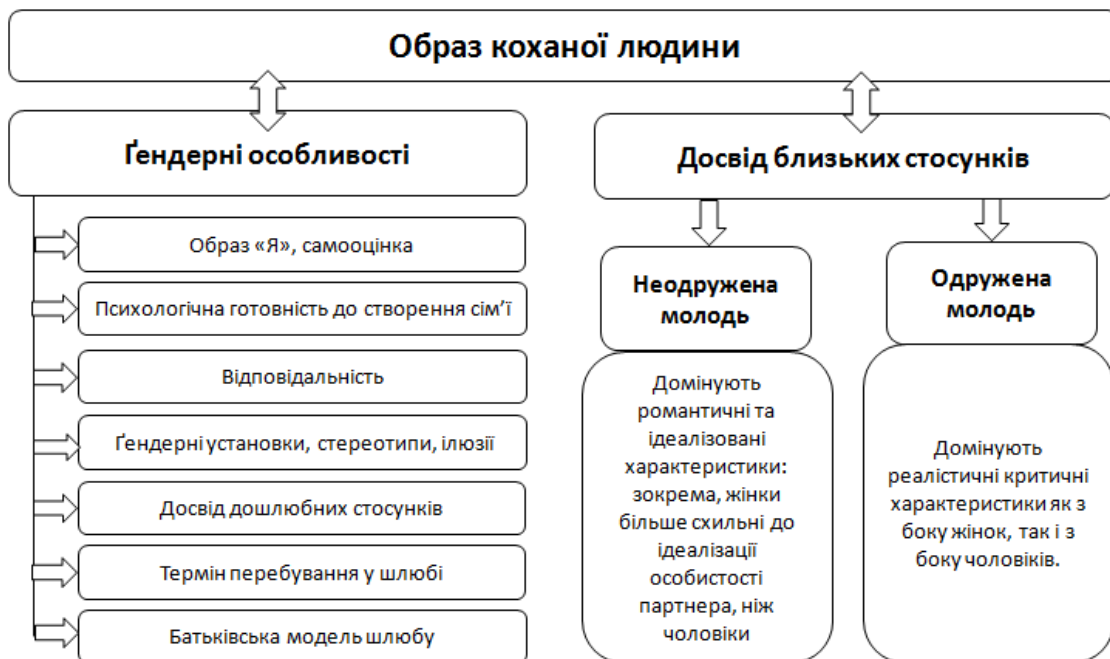 Образ коханої людини
Ґендерні особливості
Образ «Я», самооцінка
Психологічна готовність до створення сім’ї
Відповідальність
Ґендерні установки, стереотипи, ілюзії
Досвід дошлюбних стосунків
Термін перебування у шлюбі
Батьківська модель шлюбу
Досвід близьких стосунків
Неодружена
молодь
Домінують
романтичні та
ідеалізовані
характеристики:
зокрема, жінки
більше схильні до
ідеалізації
особистості
партнера, ніж
чоловіки
Одружена
молодь
Домінують
реалістичні критичні
характеристики як з
боку жінок, так і з
боку чоловіків.